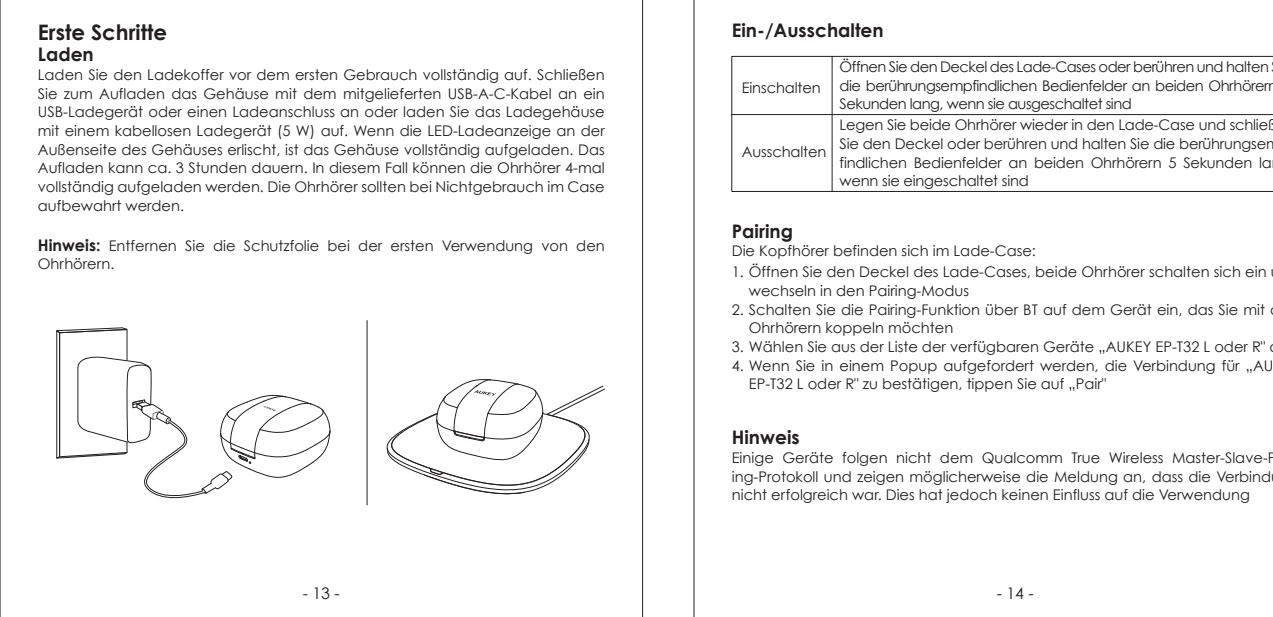 Erste Schritte
Laden
Laden Sie den Ladekoffer vor dem ersten Gebrauch vollständig auf. Schließen
Sie zum Aufladen das Gehäuse mit dem mitgelieferten USB-A-C-Kabel an ein
USB-Ladegerät oder einen Ladeanschluss an oder laden Sie das Ladegehäuse
mit einem kabellosen Ladegerät (5 W) auf. Wenn die LED-Ladeanzeige an der
Außenseite des Gehäuses erlischt, ist das Gehäuse vollständig aufgeladen. Das
Aufladen kann ca. 3 Stunden dauern. In diesem Fall können die Ohrhörer 4-mal
vollständig aufgeladen werden. Die Ohrhörer sollten bei Nichtgebrauch im Case
aufbewahrt werden.
Hinweis: Entfernen Sie die Schutzfolie bei der ersten Verwendung von den
Ohrhörern.
AUKEY
- 13 -
Ein-/Ausschalten
Einschalten
Öffnen Sie den Deckel des Lade-Cases oder berühren und halten
die berührungsempfindlichen Bedienfelder an beiden Ohrhörern
Sekunden lang, wenn sie ausgeschaltet sind
Ausschalten
Legen Sie beide Ohrhörer wieder in den Lade-Case und schließ
Sie den Deckel oder berühren und halten Sie die berührungsem
findlichen Bedienfelder an beiden Ohrhörern 5 Sekunden la
wenn sie eingeschaltet sind
Pairing
Die Kopfhörer befinden sich im Lade-Case:
1. Öffnen Sie den Deckel des Lade-Cases, beide Ohrhörer schalten sich ein
wechseln in den Pairing-Modus
2. Schalten Sie die Pairing-Funktion über BT auf dem Gerät ein, das Sie mit
Ohrhörern koppeln möchten
3. Wählen Sie aus der Liste der verfügbaren Geräte „AUKEY EP-T32 L oder R"
4. Wenn Sie in einem Popup aufgefordert werden, die Verbindung für „AU
EP-T32 L oder R" zu bestätigen, tippen Sie auf „Pair"
Hinweis
Einige Geräte folgen nicht dem Qualcomm True Wireless Master-Slave-P
ing-Protokoll und zeigen möglicherweise die Meldung an, dass die Verbind
nicht erfolgreich war. Dies hat jedoch keinen Einfluss auf die Verwendung
- 14 -